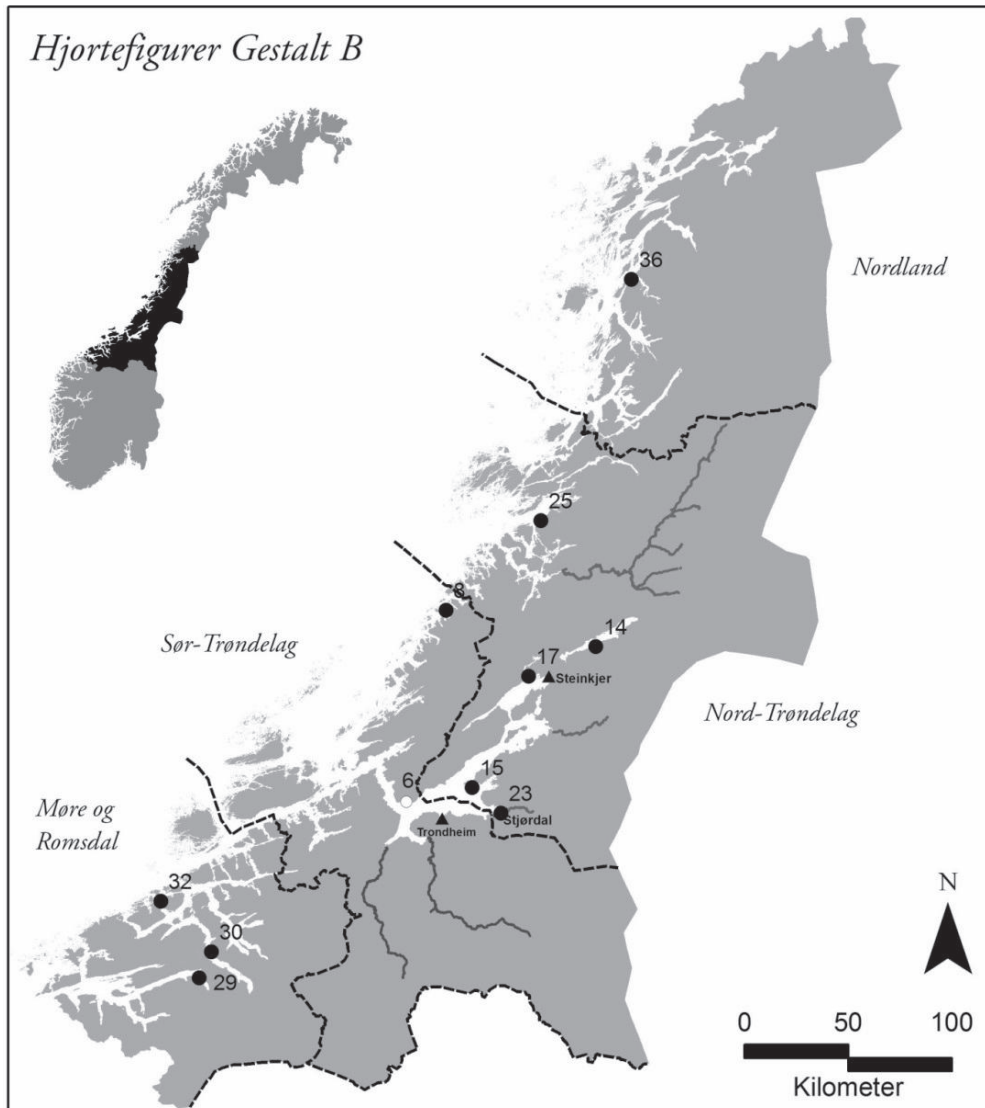 Hjortefigurer Gestalt B
36
Nordland
25
8
Sør-Trøndelag
14
17
Steinkjer
Nord-Trøndelag
15
6
23
Stjørdal
Trondheim
Møre og
Romsdal
32
30
29
N
0 50 100
Kilometer